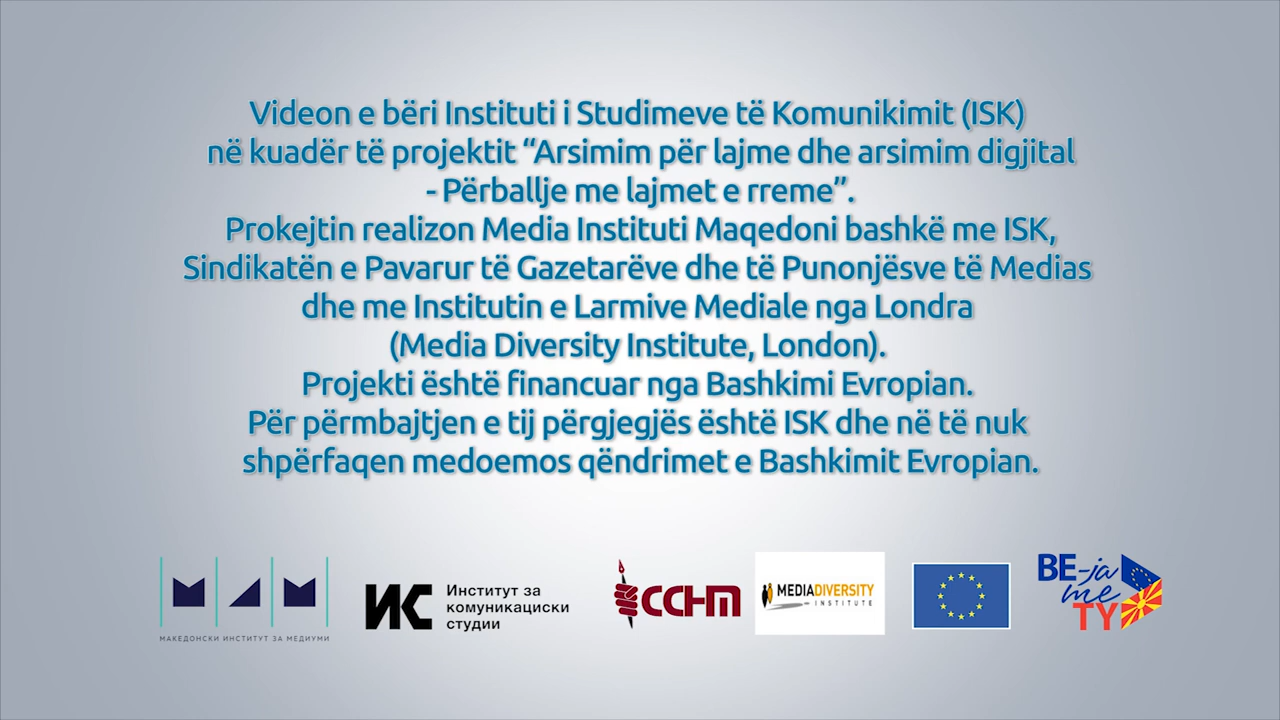 Videon e bëri Instituti i Studimeve të Komunikimit (ISK)
në kuadër të projektit “Arsimim për lajme dhe arsimim digjital
- Përballje me lajmet e rreme”.
Prokejtin realizon Media Instituti Maqedoni bashkë me ISK,
Sindikatën e Pavarur të Gazetarëve dhe të Punonjësve të Medias
dhe me Institutin e Larmive Mediale nga Londra
(Media Diversity Institute, London).
Projekti është financuar nga Bashkimi Evropian.
Për përmbajtjen e tij përgjegjës është ISK dhe në të nuk
shpërfaqen medoemos qëndrimet e Bashkimit Evropian.
МИМ
МАКЕДОНСКИ ИНСТИТУТ ЗА МЕДИУМИ
ИС
Институт за
комуникациски
студии
ССНМ
MEDIADIVERSITY
INSTITUTE
BE-ja
me
TY